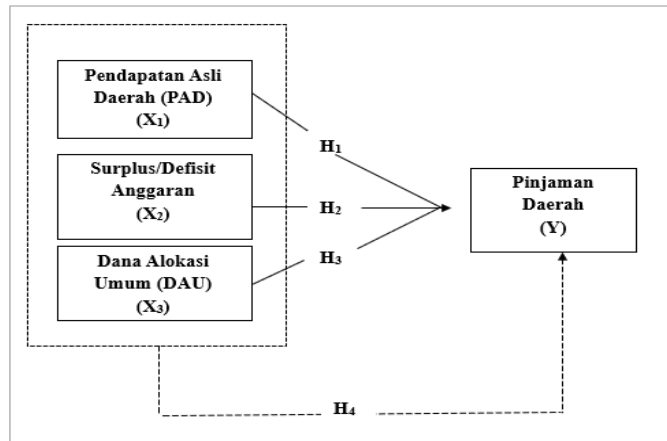 Pendapatan Asli
Daerah (PAD)
(X₁)
H₁
Surplus/Defisit
Anggaran
(X₂)
H₂
Pinjaman
Daerah
(Y)
Dana Alokasi
Umum (DAU)
(X₃)
H₃
H₄